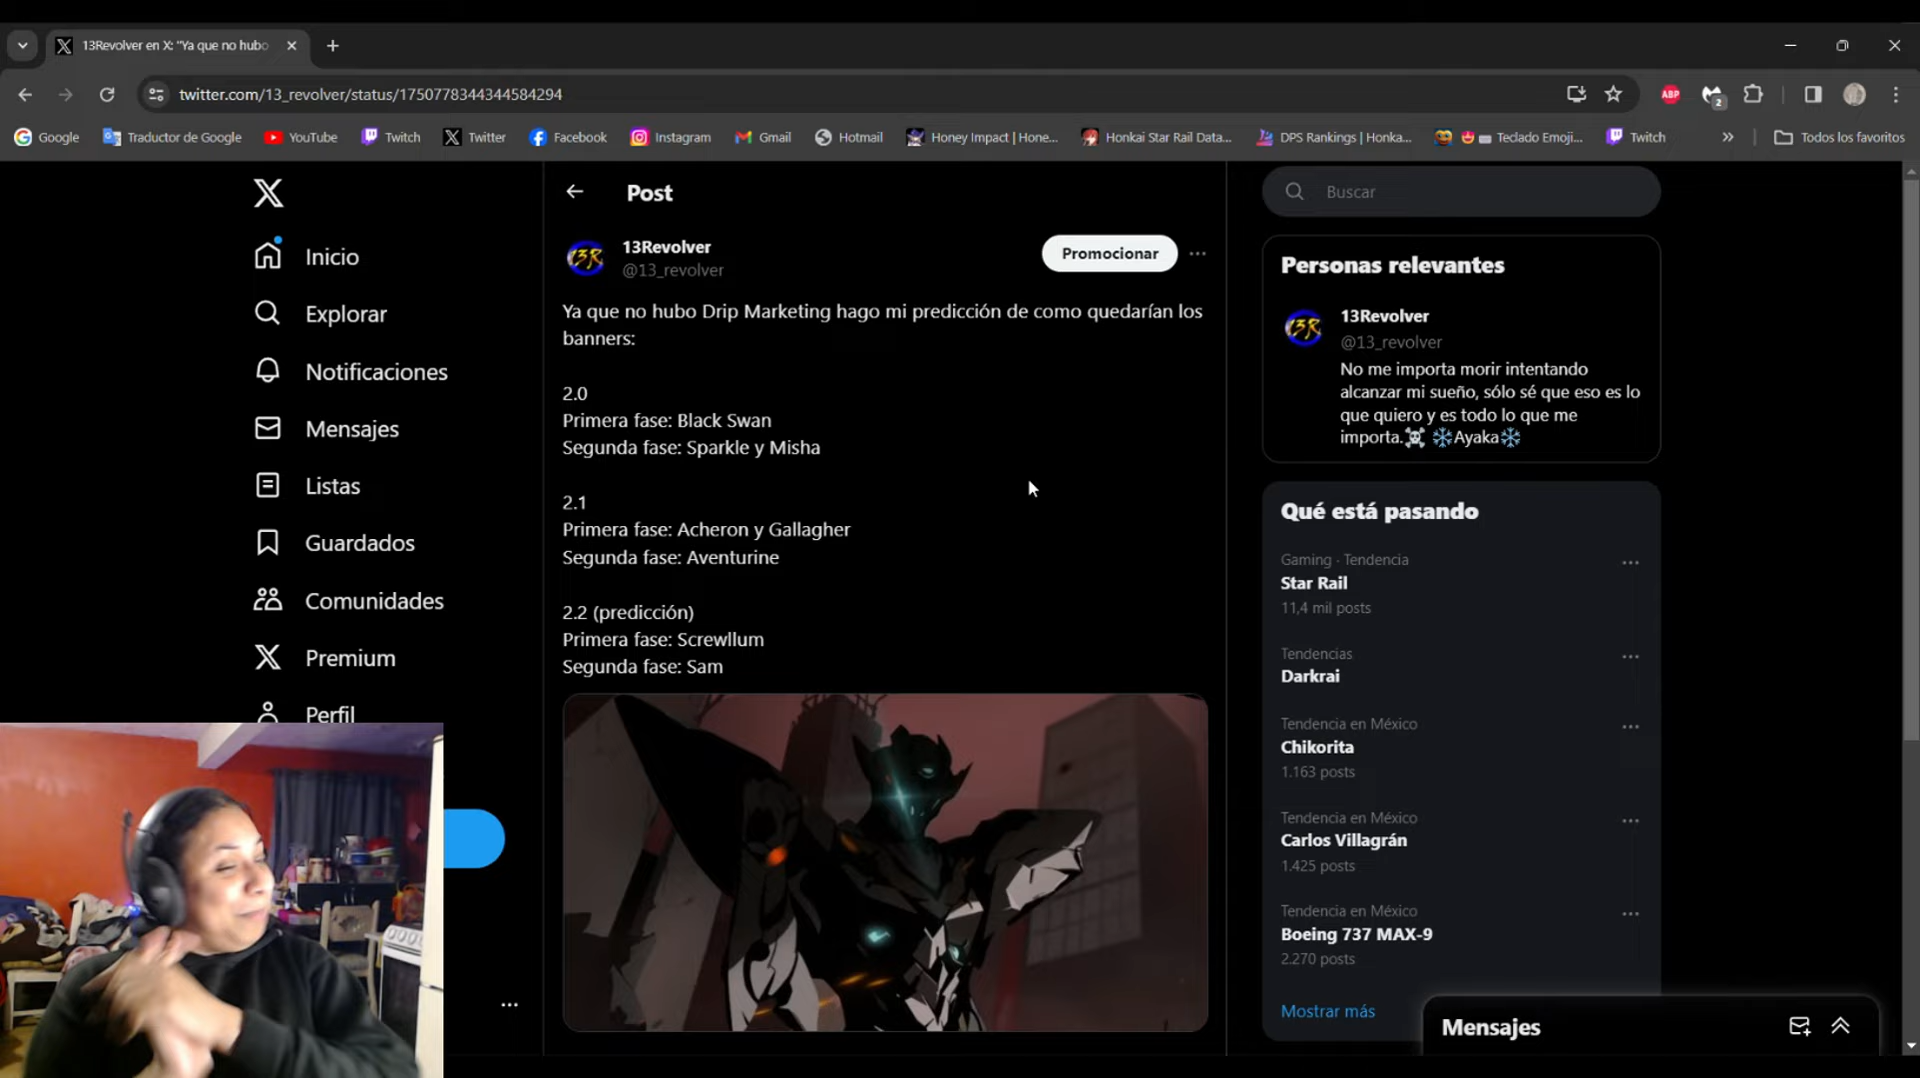 13Revolver en X: "Ya que no hubo
twitter.com/13_revolver/status/1750778344344584294
ABP
2
Google
Traductor de Google
YouTube
Twitch
Twitter
Facebook
Instagram
Gmail
Hotmail
Honey Impact | Hone...
Honkai Star Rail Data...
DPS Rankings | Honka...
Teclado Emoji...
Twitch
Todos los favoritos
Inicio
Explorar
Notificaciones
Mensajes
Listas
Guardados
Comunidades
Premium
Perfil
Post
13Revolver
@13_revolver
Promocionar
Ya que no hubo Drip Marketing hago mi predicción de como quedarían los
banners:
2.0
Primera fase: Black Swan
Segunda fase: Sparkle y Misha
2.1
Primera fase: Acheron y Gallagher
Segunda fase: Aventurine
2.2 (predicción)
Primera fase: Screwllum
Segunda fase: Sam
Buscar
Personas relevantes
13Revolver
@13_revolver
No me importa morir intentando
alcanzar mi sueño, sólo sé que eso es lo
que quiero y es todo lo que me
importa.☠️ ❄️Ayaka❄️
Qué está pasando
Gaming · Tendencia
Star Rail
11,4 mil posts
Tendencias
Darkrai
Tendencia en México
Chikorita
1.163 posts
Tendencia en México
Carlos Villagrán
1.425 posts
Tendencia en México
Boeing 737 MAX-9
2.270 posts
Mostrar más
Mensajes